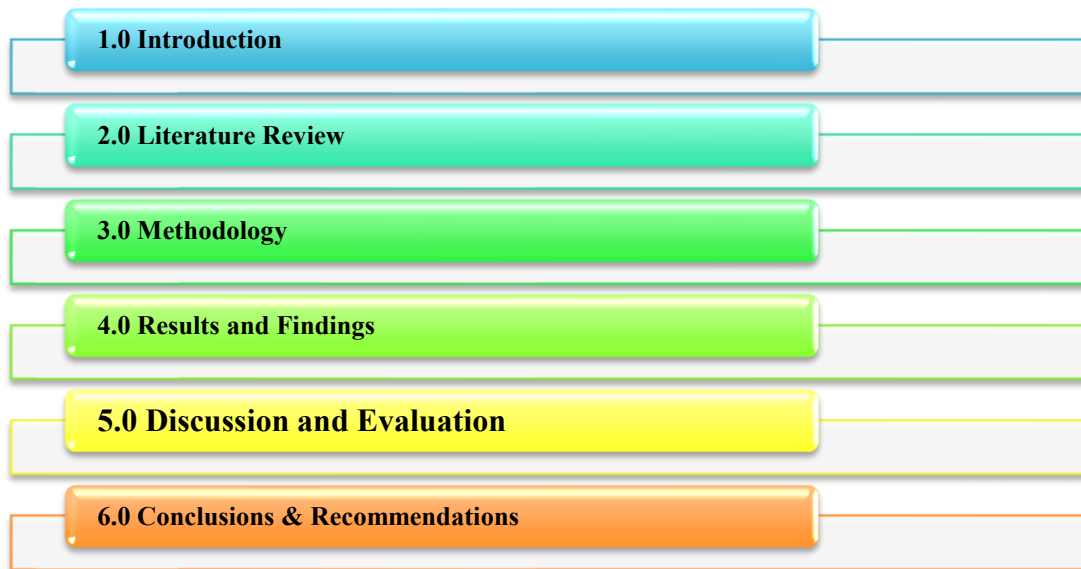 1.0 Introduction
2.0 Literature Review
3.0 Methodology
4.0 Results and Findings
5.0 Discussion and Evaluation
6.0 Conclusions & Recommendations